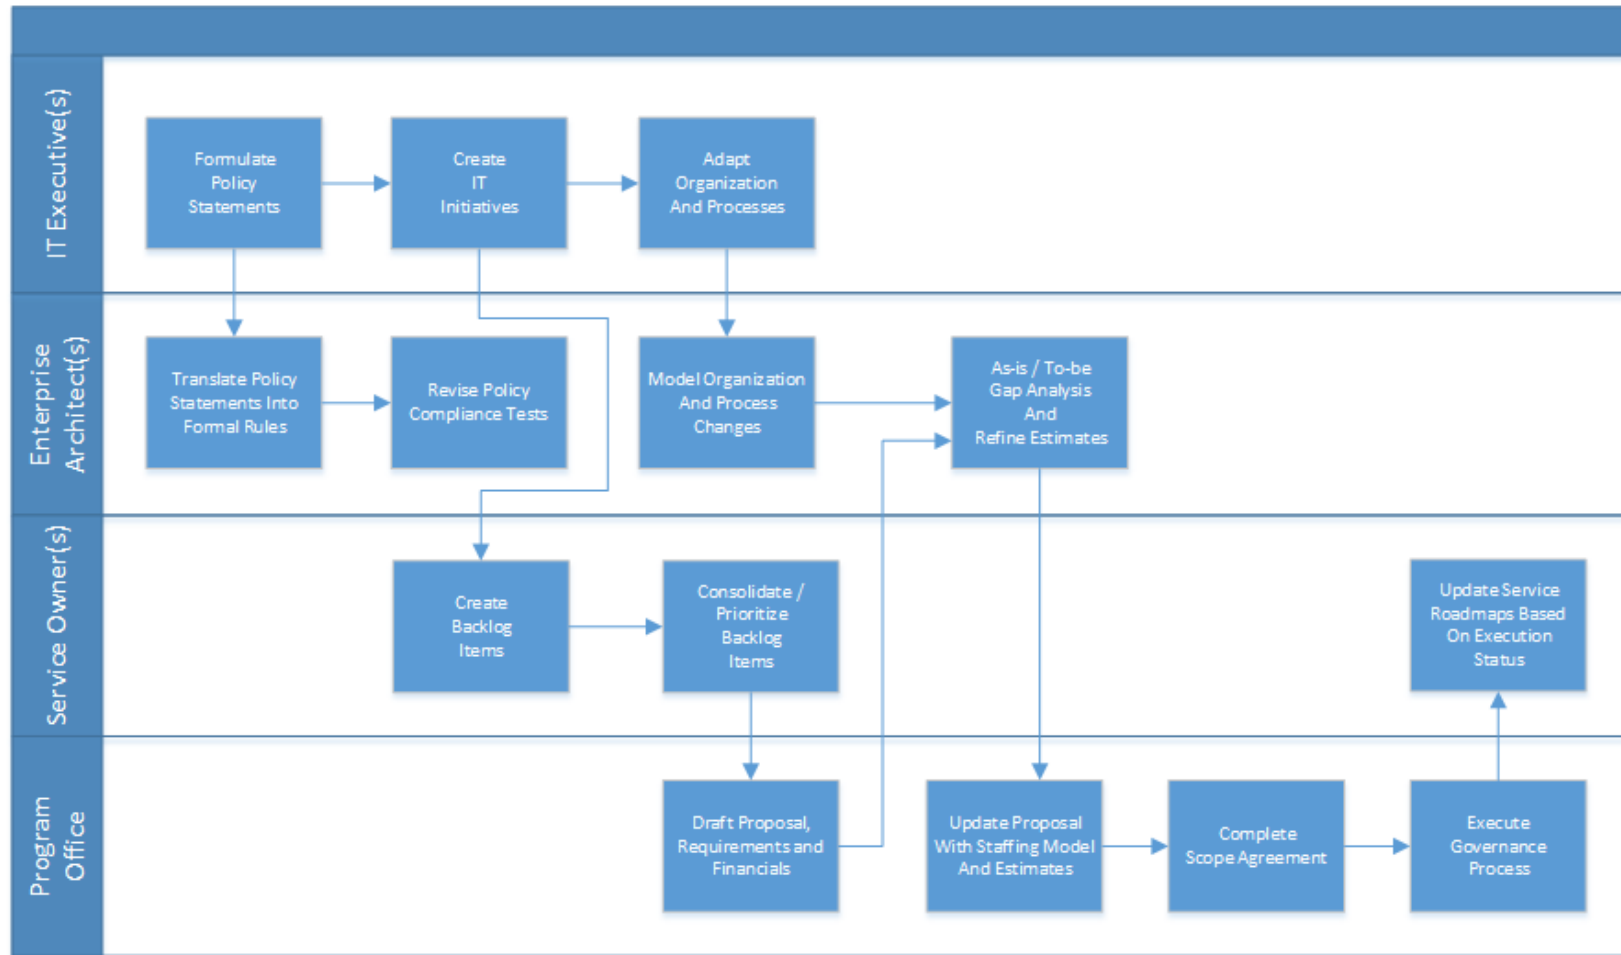 IT Executive(s)
Formulate
Policy
Statements
Create
IT
Initiatives
Adapt
Organization
And Processes
Enterprise
Architect(s)
Translate Policy
Statements Into
Formal Rules
Revise Policy
Compliance Tests
Model Organization
And Process
Changes
As-is / To-be
Gap Analysis
And
Refine Estimates
Service Owner(s)
Create
Backlog
Items
Consolidate /
Prioritize
Backlog
Items
Update Service
Roadmaps Based
On Execution
Status
Program
Office
Draft Proposal,
Requirements and
Financials
Update Proposal
With Staffing Model
And Estimates
Complete
Scope Agreement
Execute
Governance
Process